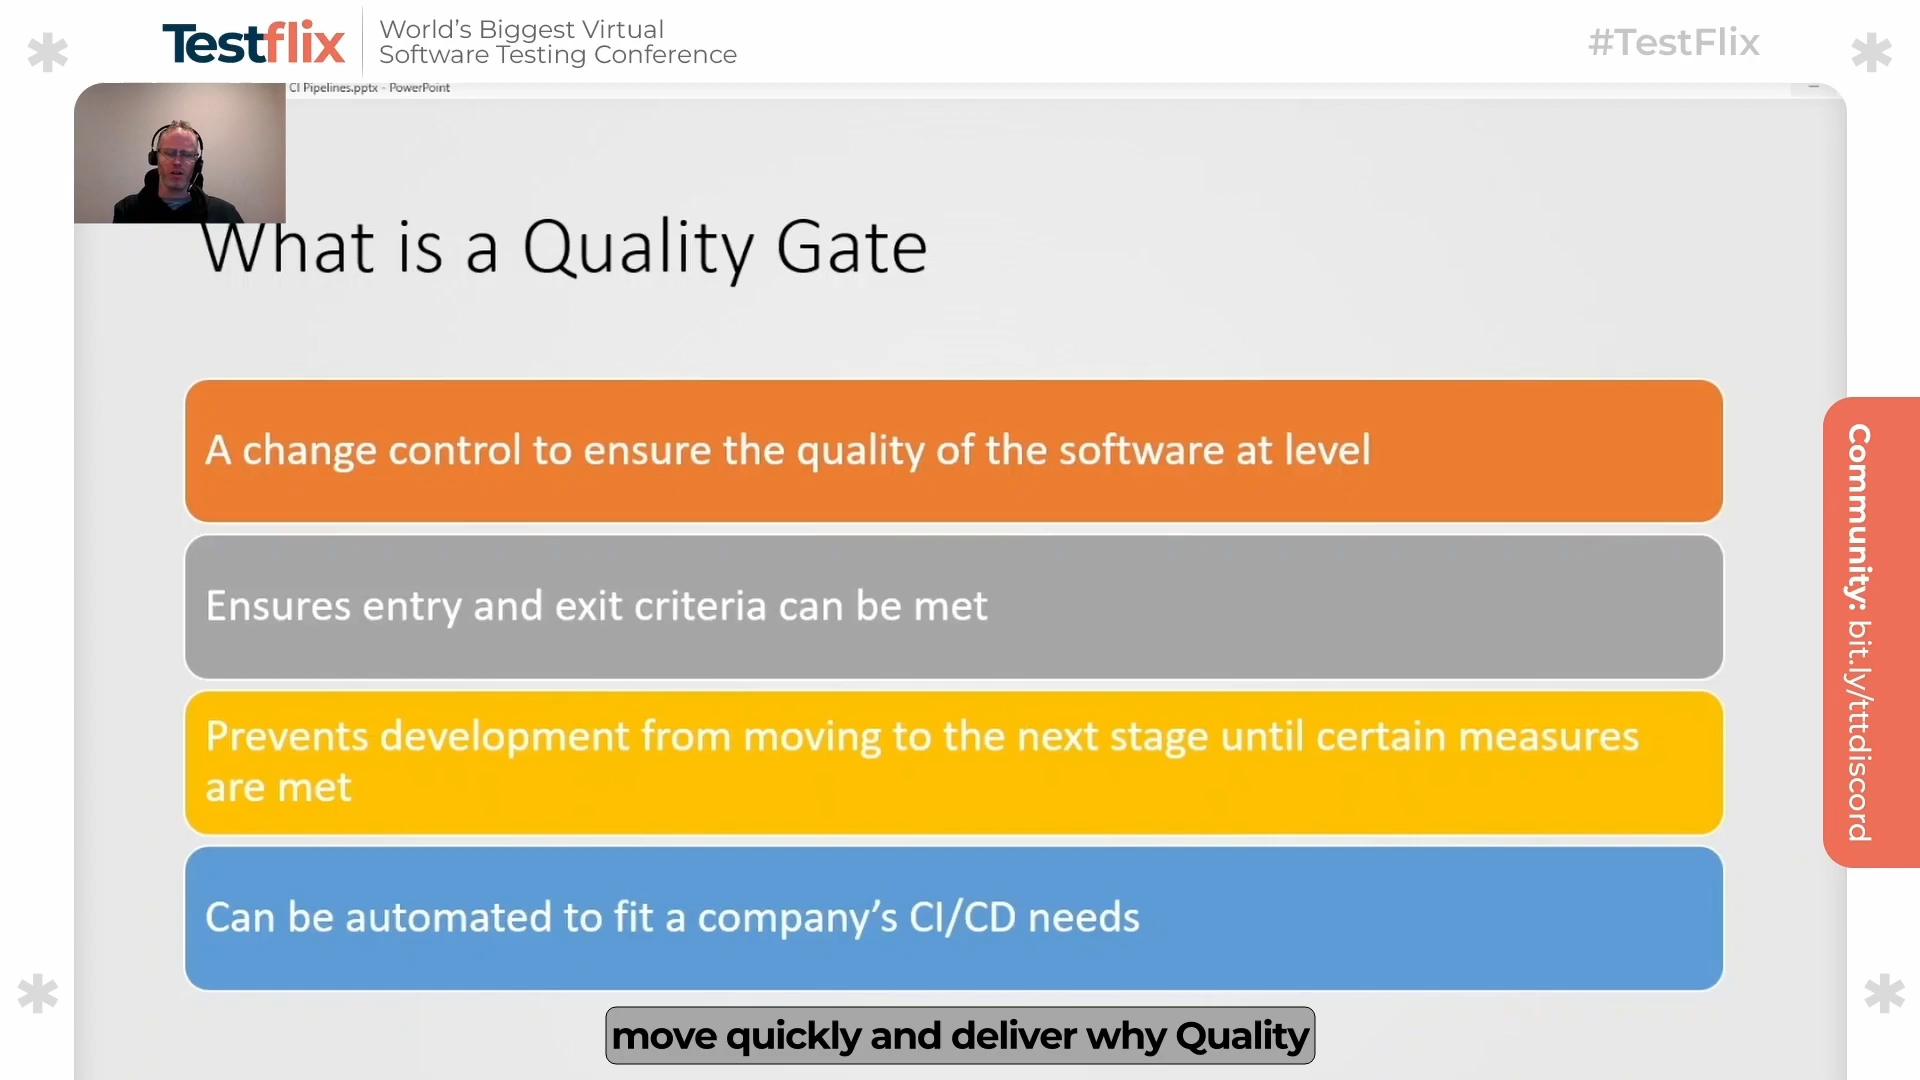 Testflix
World's Biggest Virtual
Software Testing Conference
#TestFlix
CI Pipelines.pptx - PowerPoint
What is a Quality Gate
A change control to ensure the quality of the software at level
Ensures entry and exit criteria can be met
Prevents development from moving to the next stage until certain measures
are met
Can be automated to fit a company's CI/CD needs
Community: bit.ly/tttdiscord
move quickly and deliver why Quality